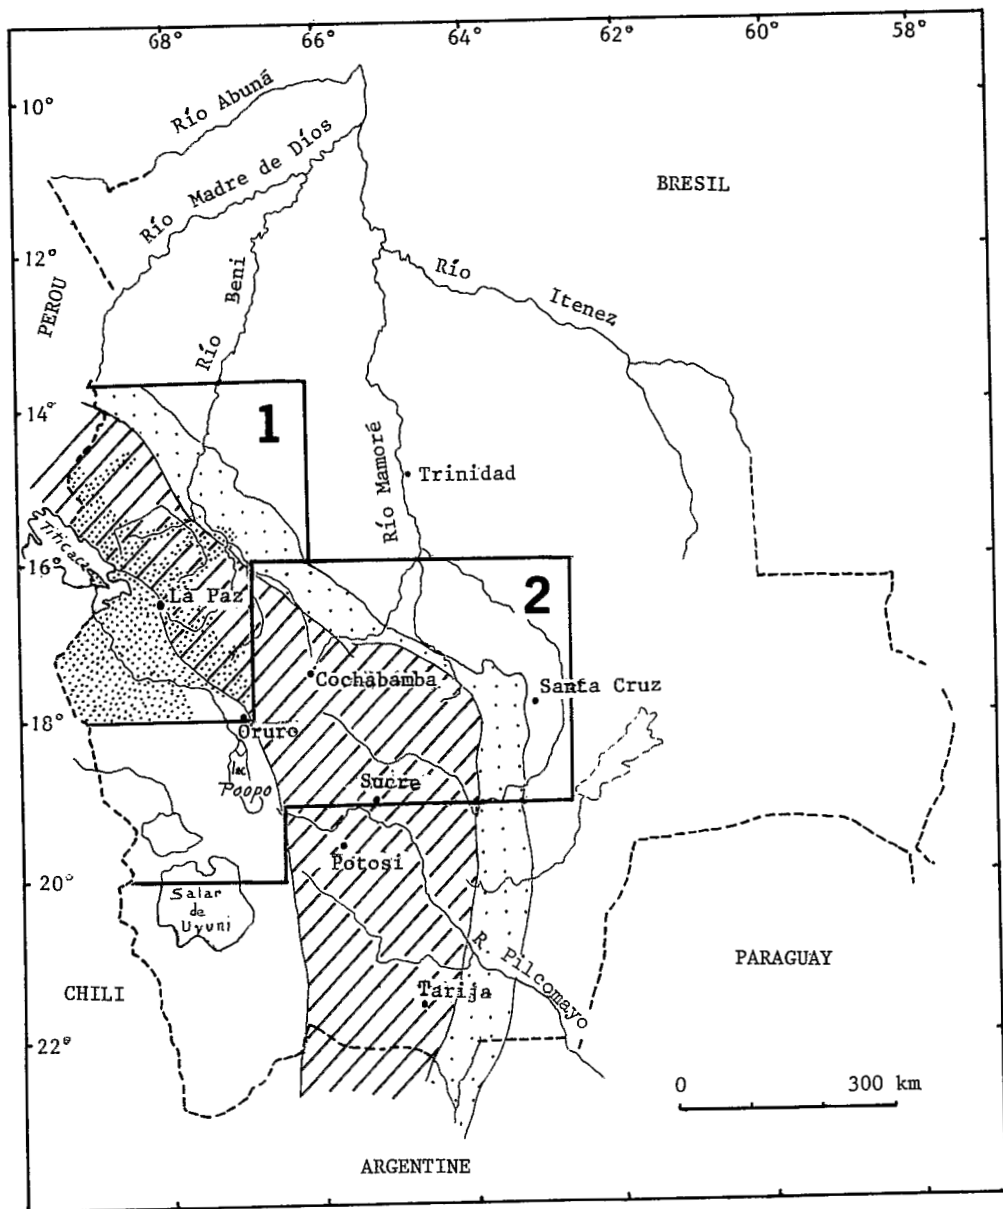 68° 66° 64° 62° 60° 58°
10°
Río Abuná
Río Madre de Díos
BRESIL
12°
Río Itenez
Río Beni
PEROU
14°
1
Río Mamoré
Trinidad
Titicaca
16°
2
La Paz
Cochabamba
Santa Cruz
18°
Oruro
lac Poopo
Sucre
Potosi
20°
Salar
de
Uyuni
R. Pilcomayo
PARAGUAY
CHILI
Tarija
22°
0 300 km
ARGENTINE